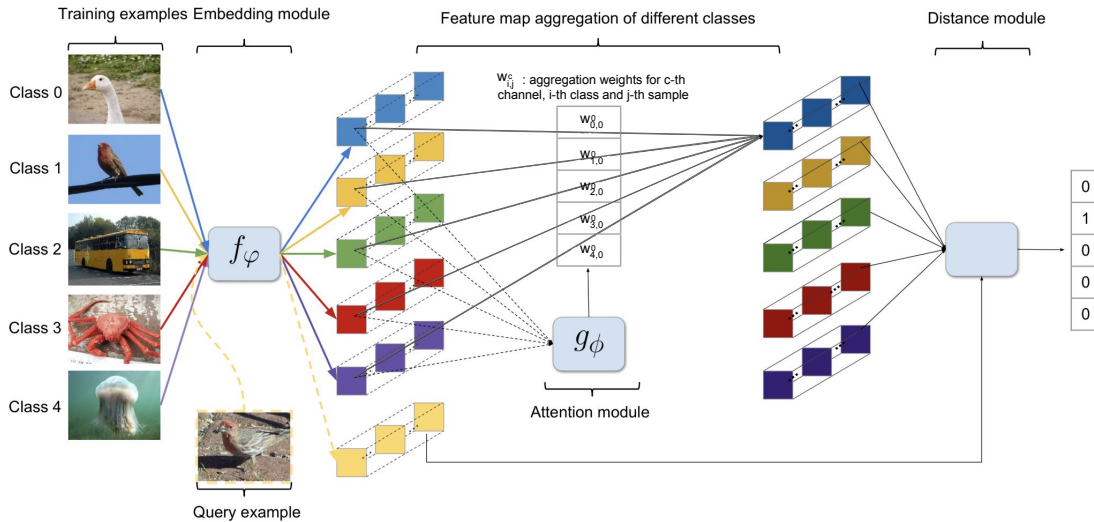 Training examples
Embedding module
Feature map aggregation of different classes
Distance module
Class 0
Class 1
Class 2
Class 3
Class 4
fφ
w^c_{i,j} : aggregation weights for c-th
channel, i-th class and j-th sample
w^0_{0,0}
w^0_{1,0}
w^0_{2,0}
w^0_{3,0}
w^0_{4,0}
gϕ
Attention module
0
1
0
0
0
Query example